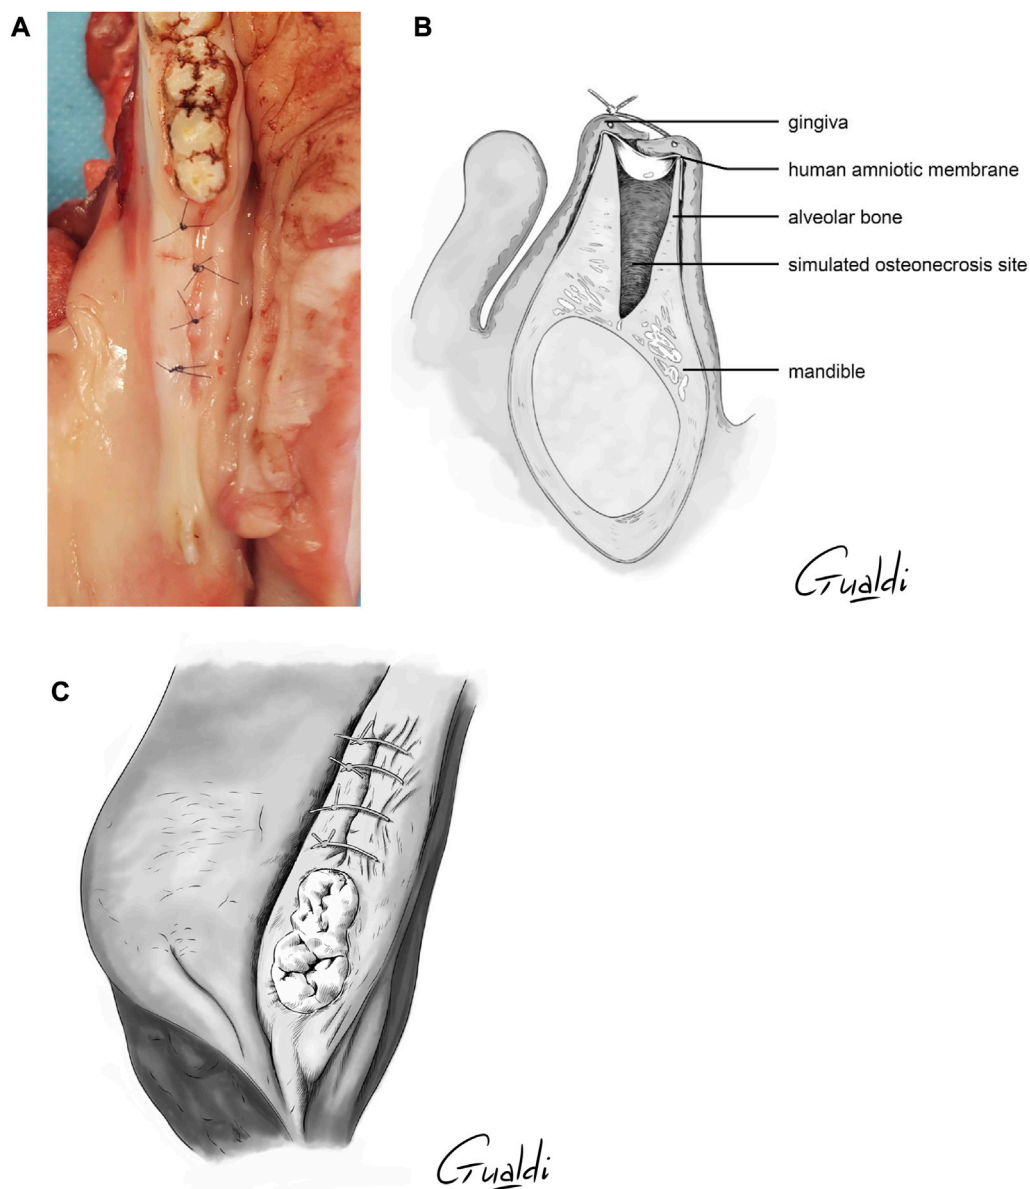 A
B
gingiva
human amniotic membrane
alveolar bone
simulated osteonecrosis site
mandible
Gualdi
C
Gualdi